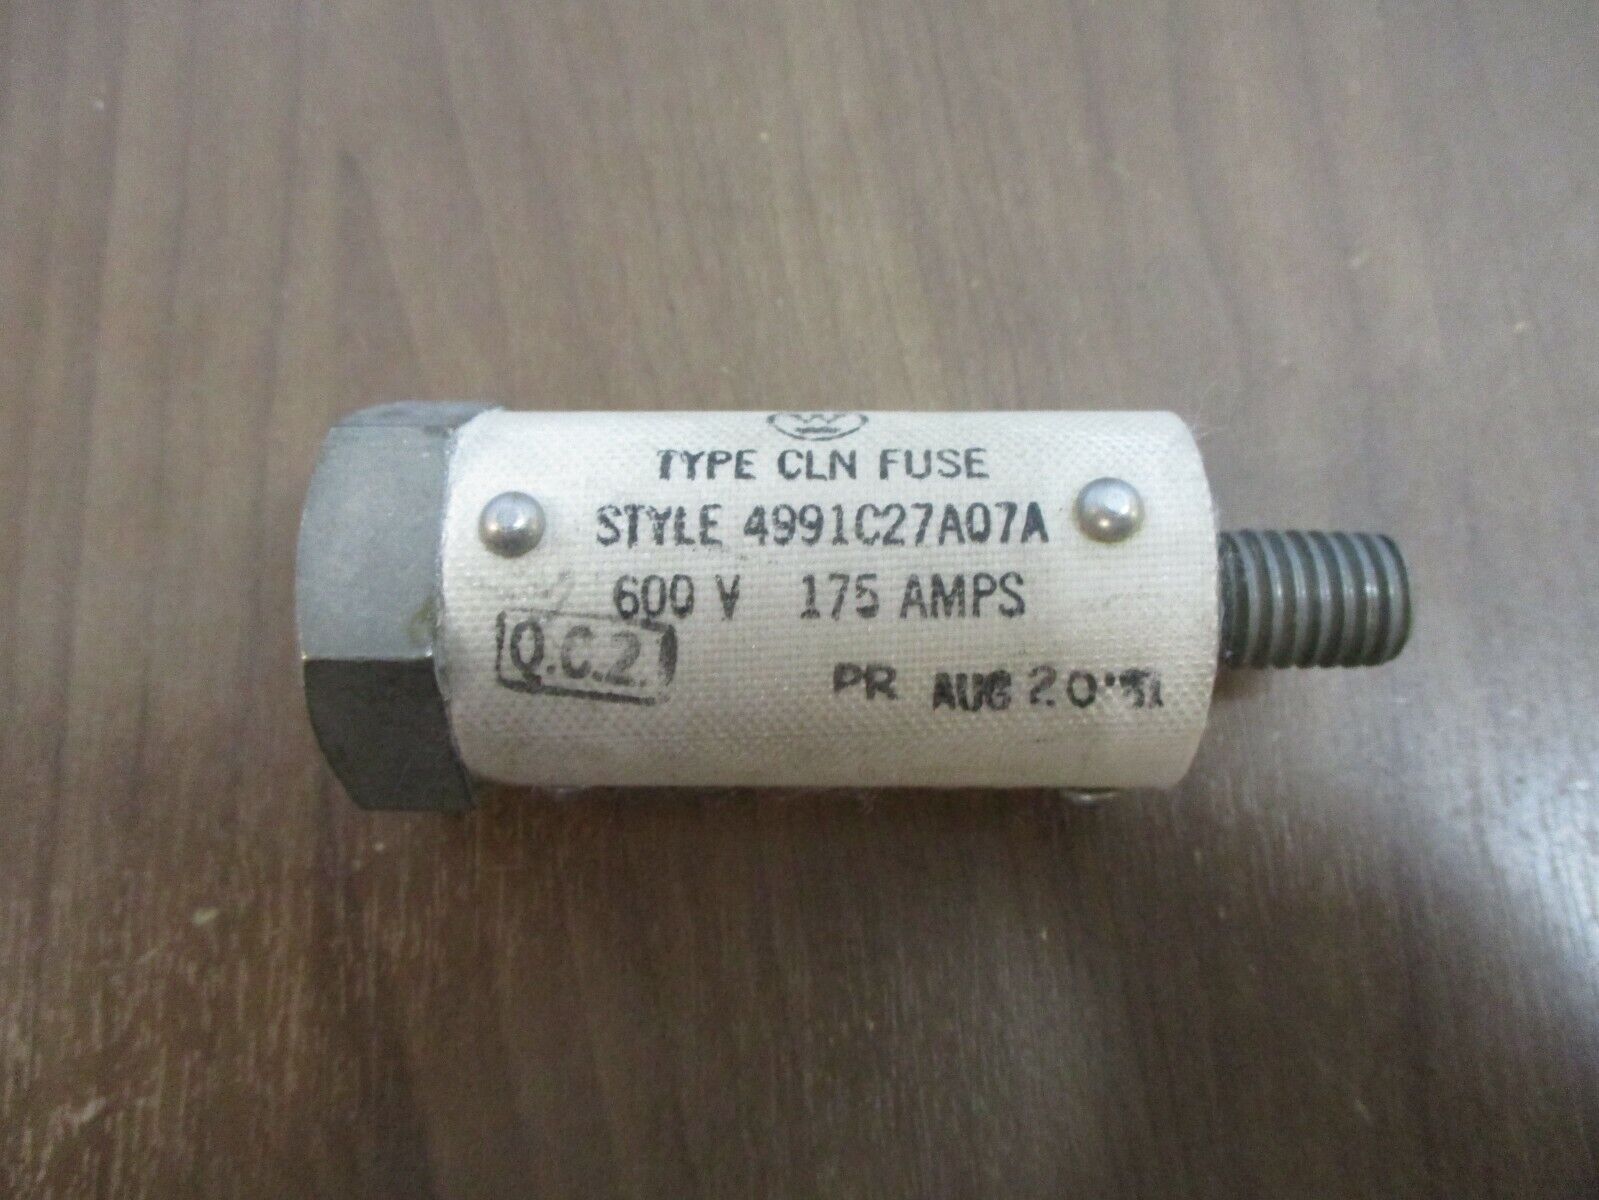 W
TYPE CLN FUSE
STYLE 4991C27A07A
600 V 175 AMPS
Q.C.2.
PR AUG 20